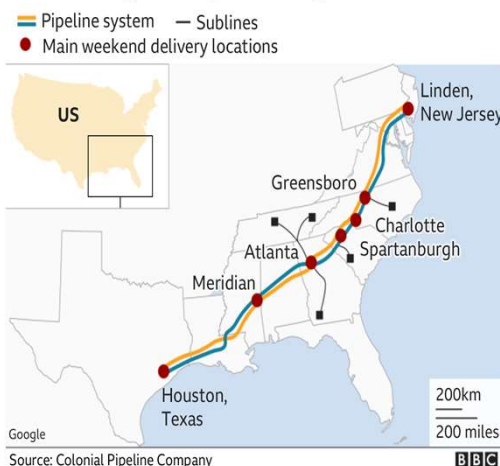 Pipeline system
Sublines
Main weekend delivery locations
US
Linden,
New Jersey
Greensboro
Charlotte
Spartanburgh
Atlanta
Meridian
Houston,
Texas
200km
200 miles
Google
Source: Colonial Pipeline Company
BBC